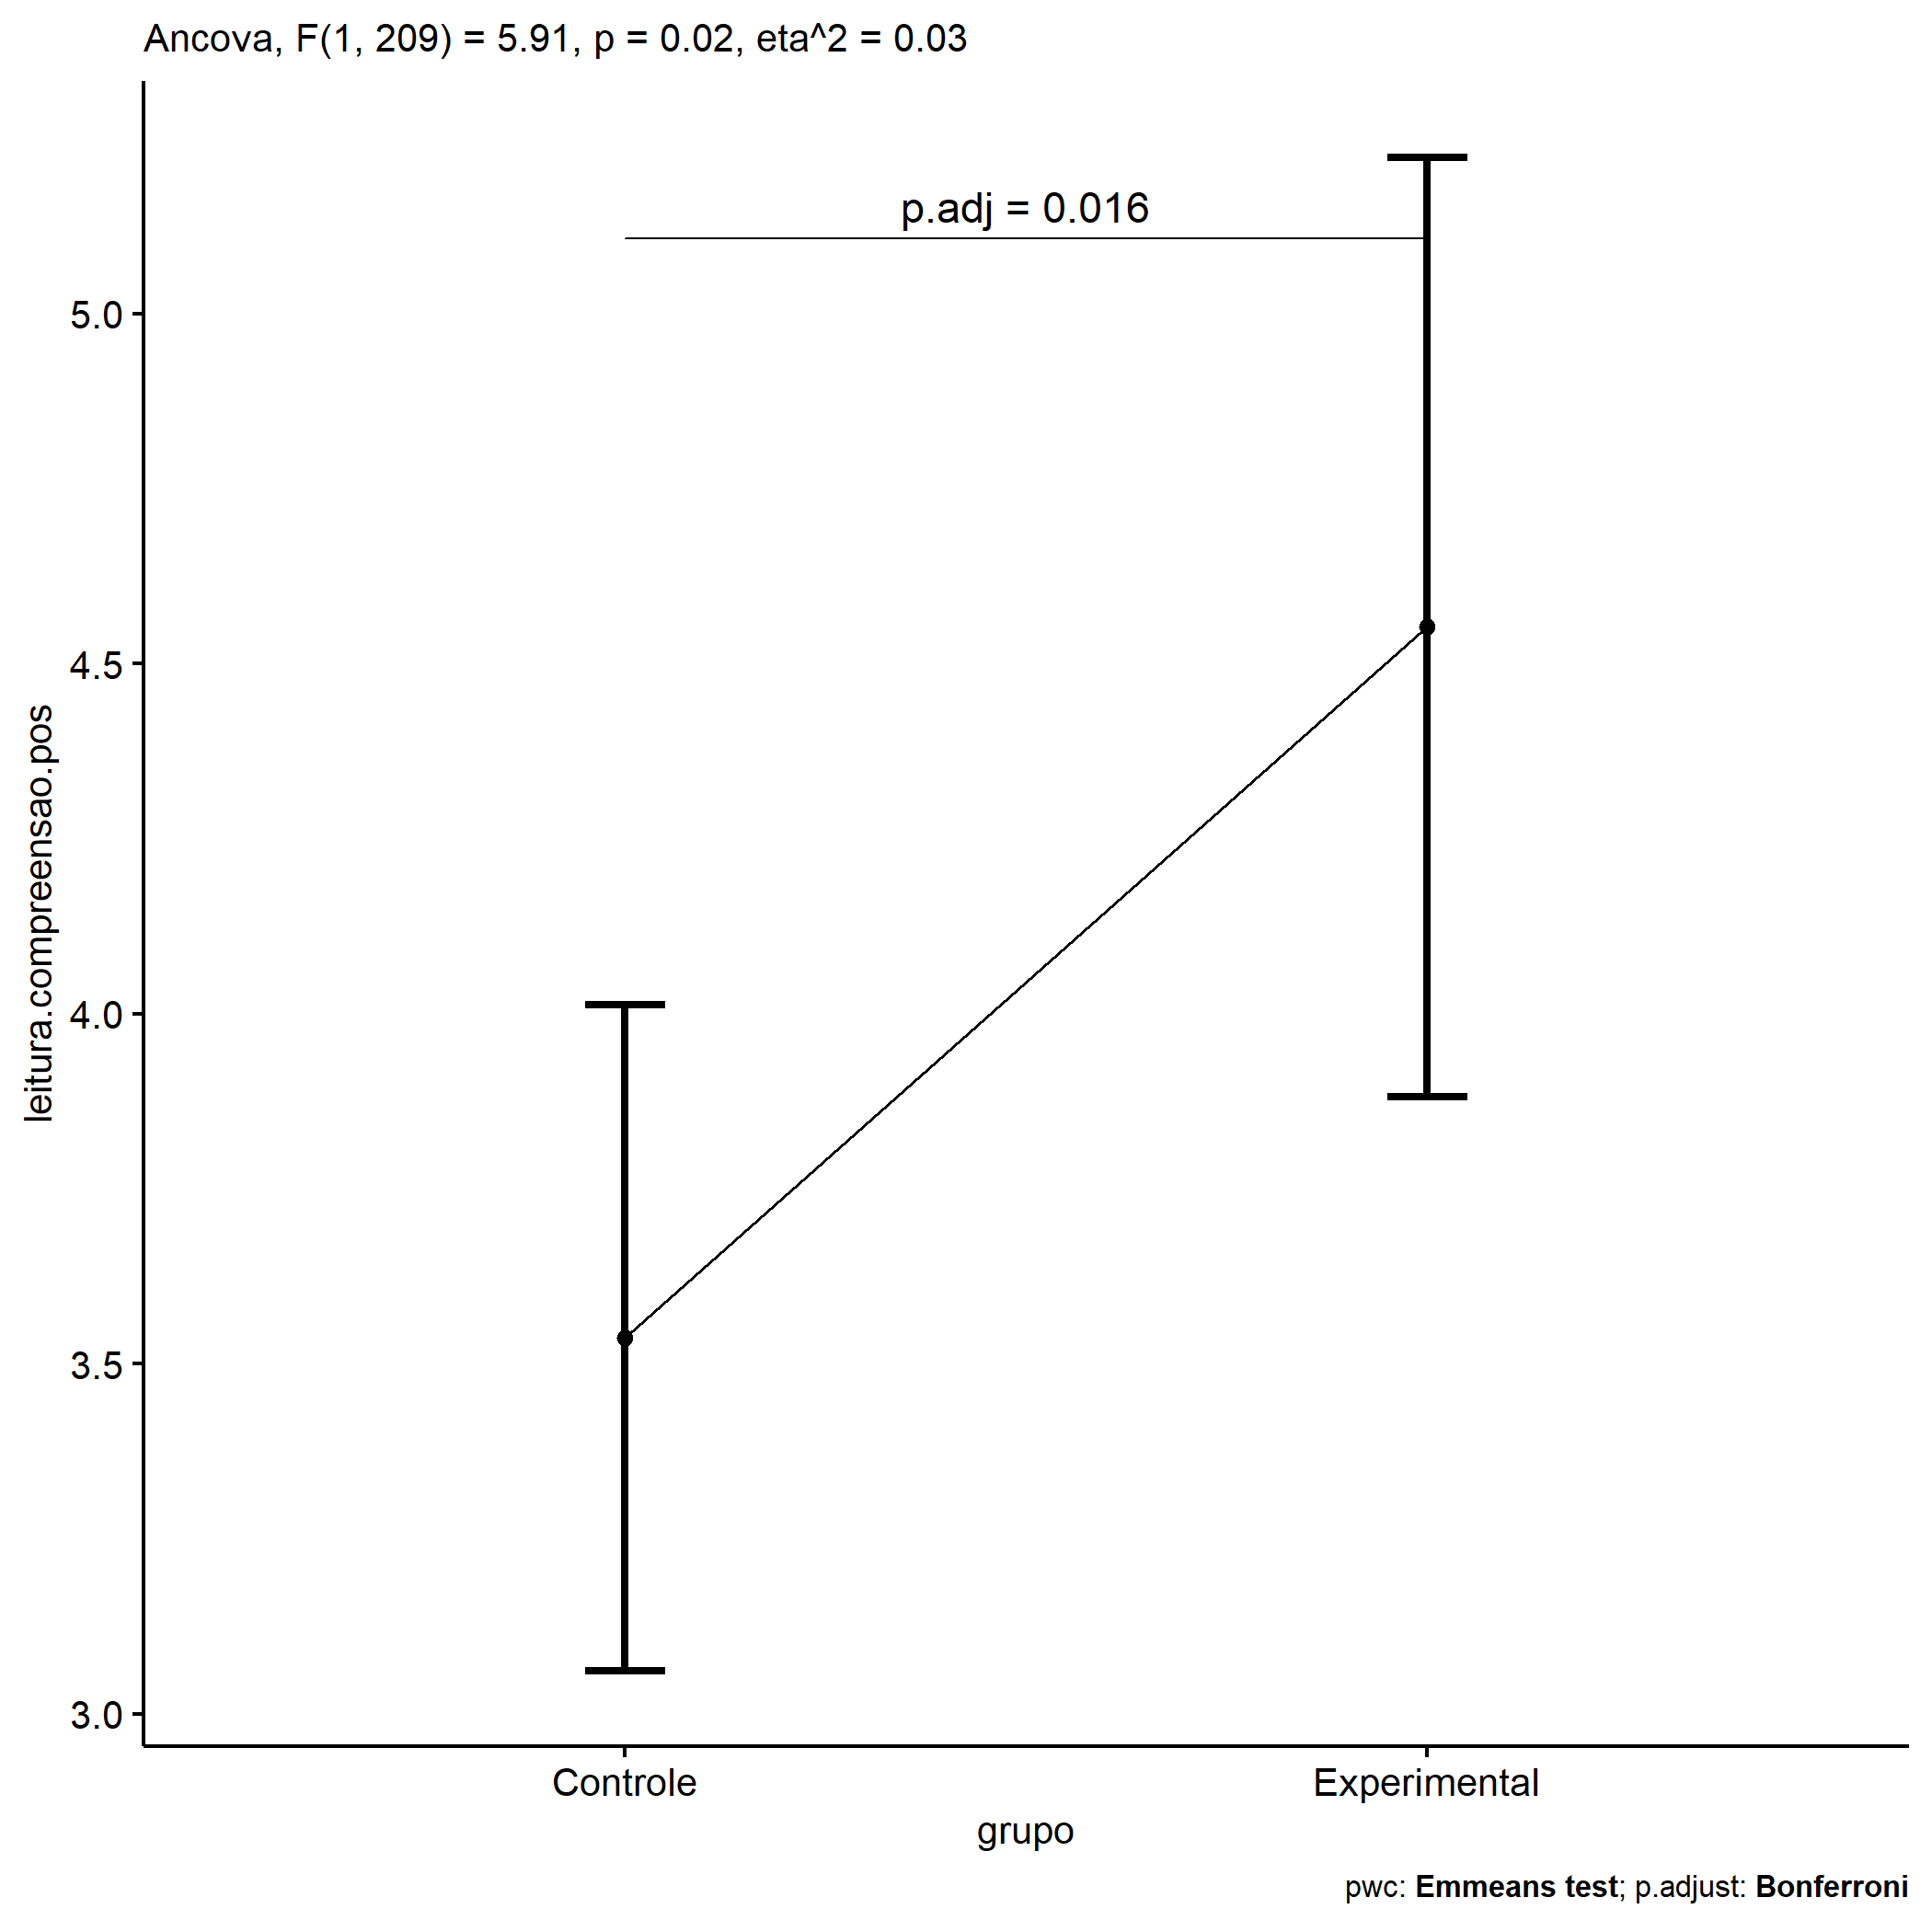 Ancova, F(1, 209) = 5.91, p = 0.02, eta^2 = 0.03
p.adj = 0.016
5.0
4.5
4.0
3.5
3.0
leitura.compreensao.pos
Controle
Experimental
grupo
pwc: Emmeans test; p.adjust: Bonferroni